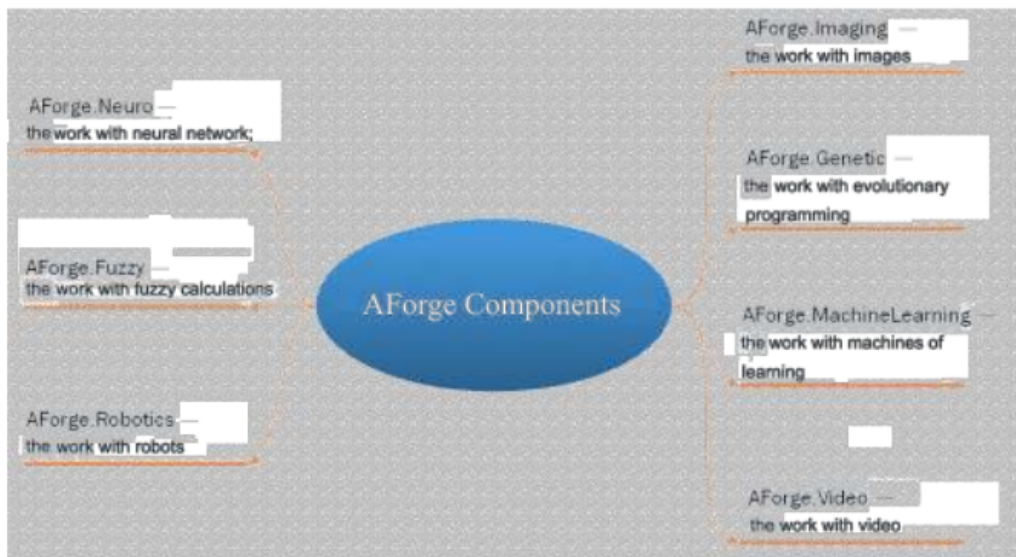 AForge.Neuro —
the work with neural network;
AForge.Fuzzy —
the work with fuzzy calculations
AForge.Robotics —
the work with robots
AForge Components
AForge.Imaging —
the work with images
AForge.Genetic —
the work with evolutionary
programming
AForge.MachineLearning —
the work with machines of
learning
AForge.Video —
the work with video